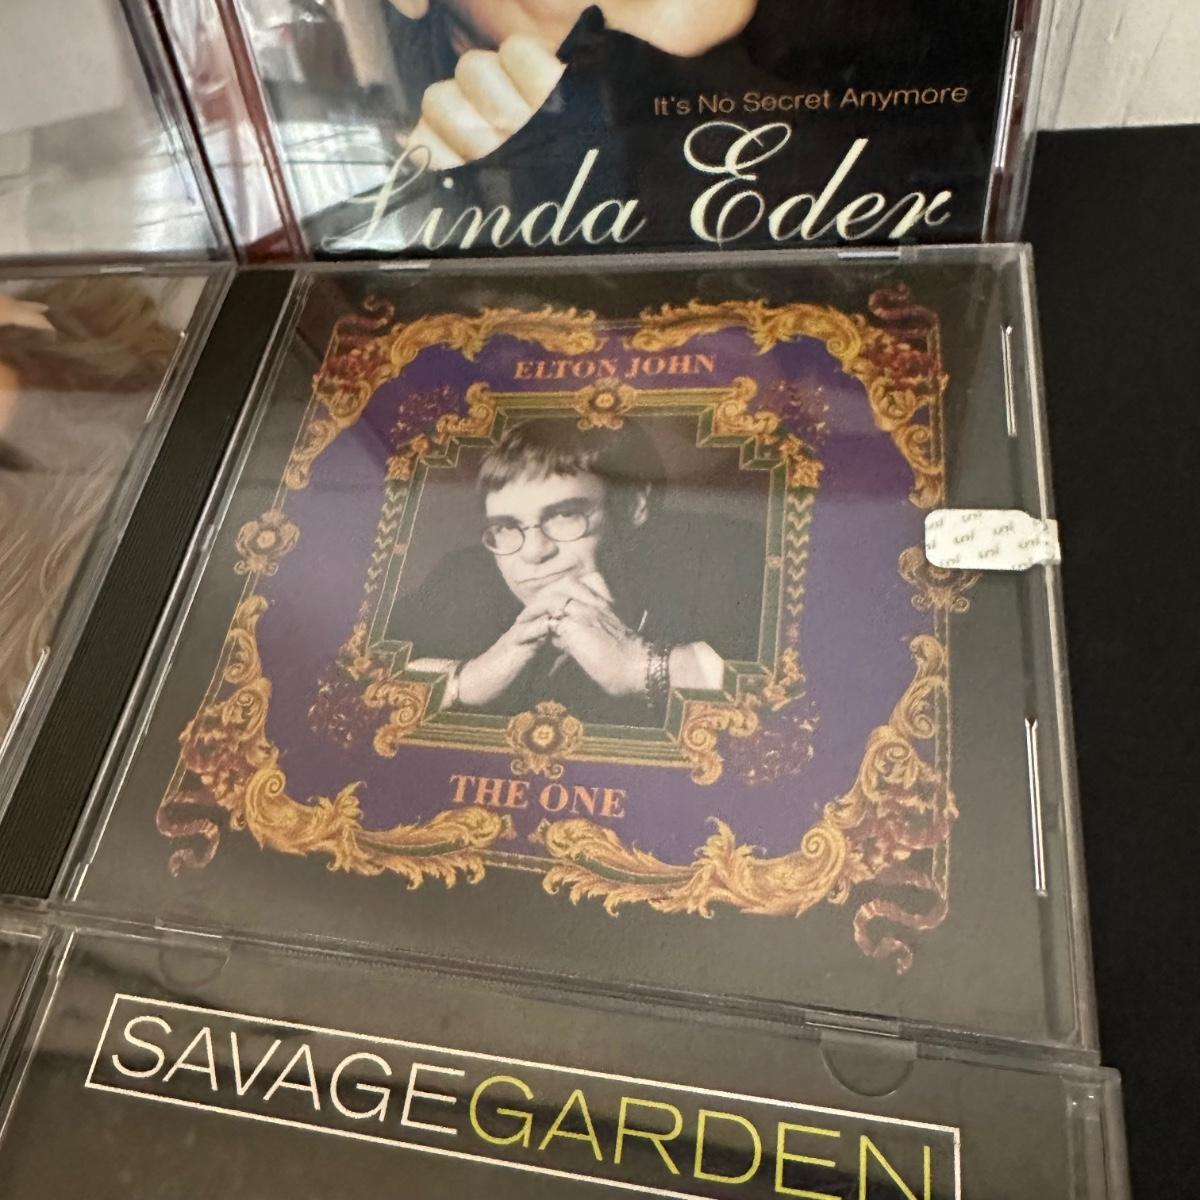 It's No Secret Anymore
Linda Eder
ELTON JOHN
THE ONE
SAVAGEGARDEN